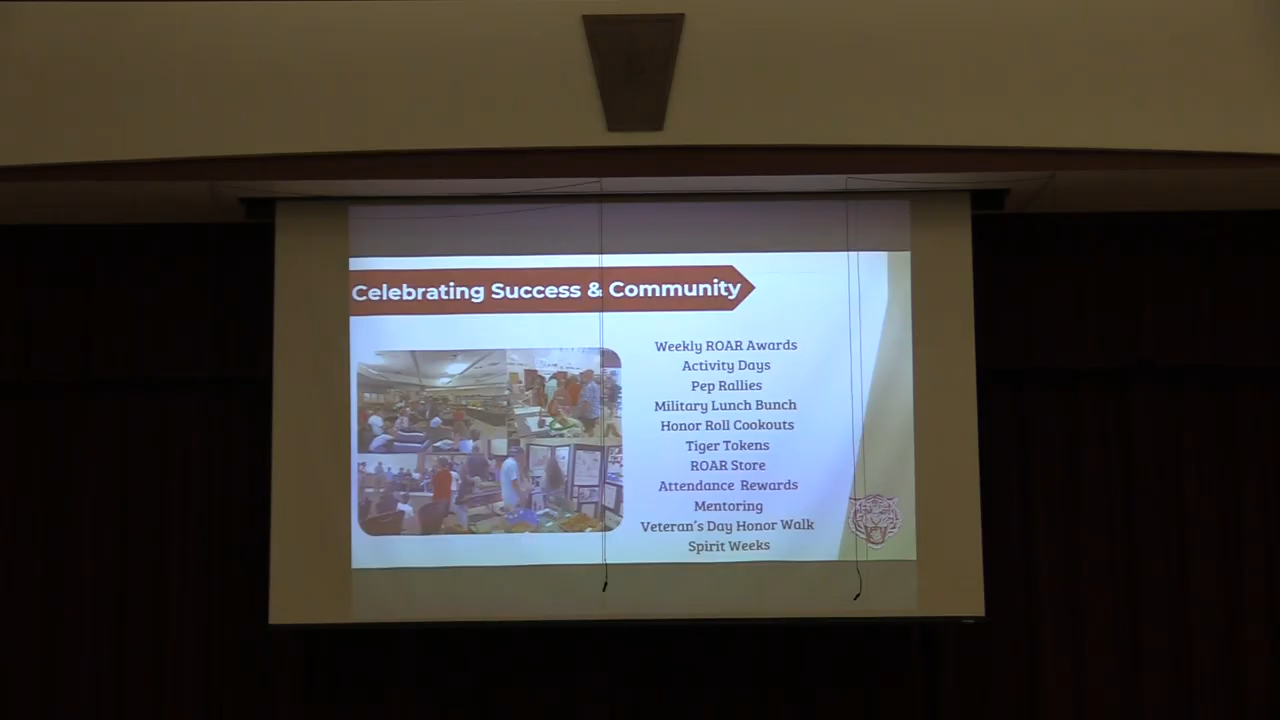 Celebrating Success & Community
Weekly ROAR Awards
Activity Days
Pep Rallies
Military Lunch Bunch
Honor Roll Cookouts
Tiger Tokens
ROAR Store
Attendance Rewards
Mentoring
Veteran's Day Honor Walk
Spirit Weeks